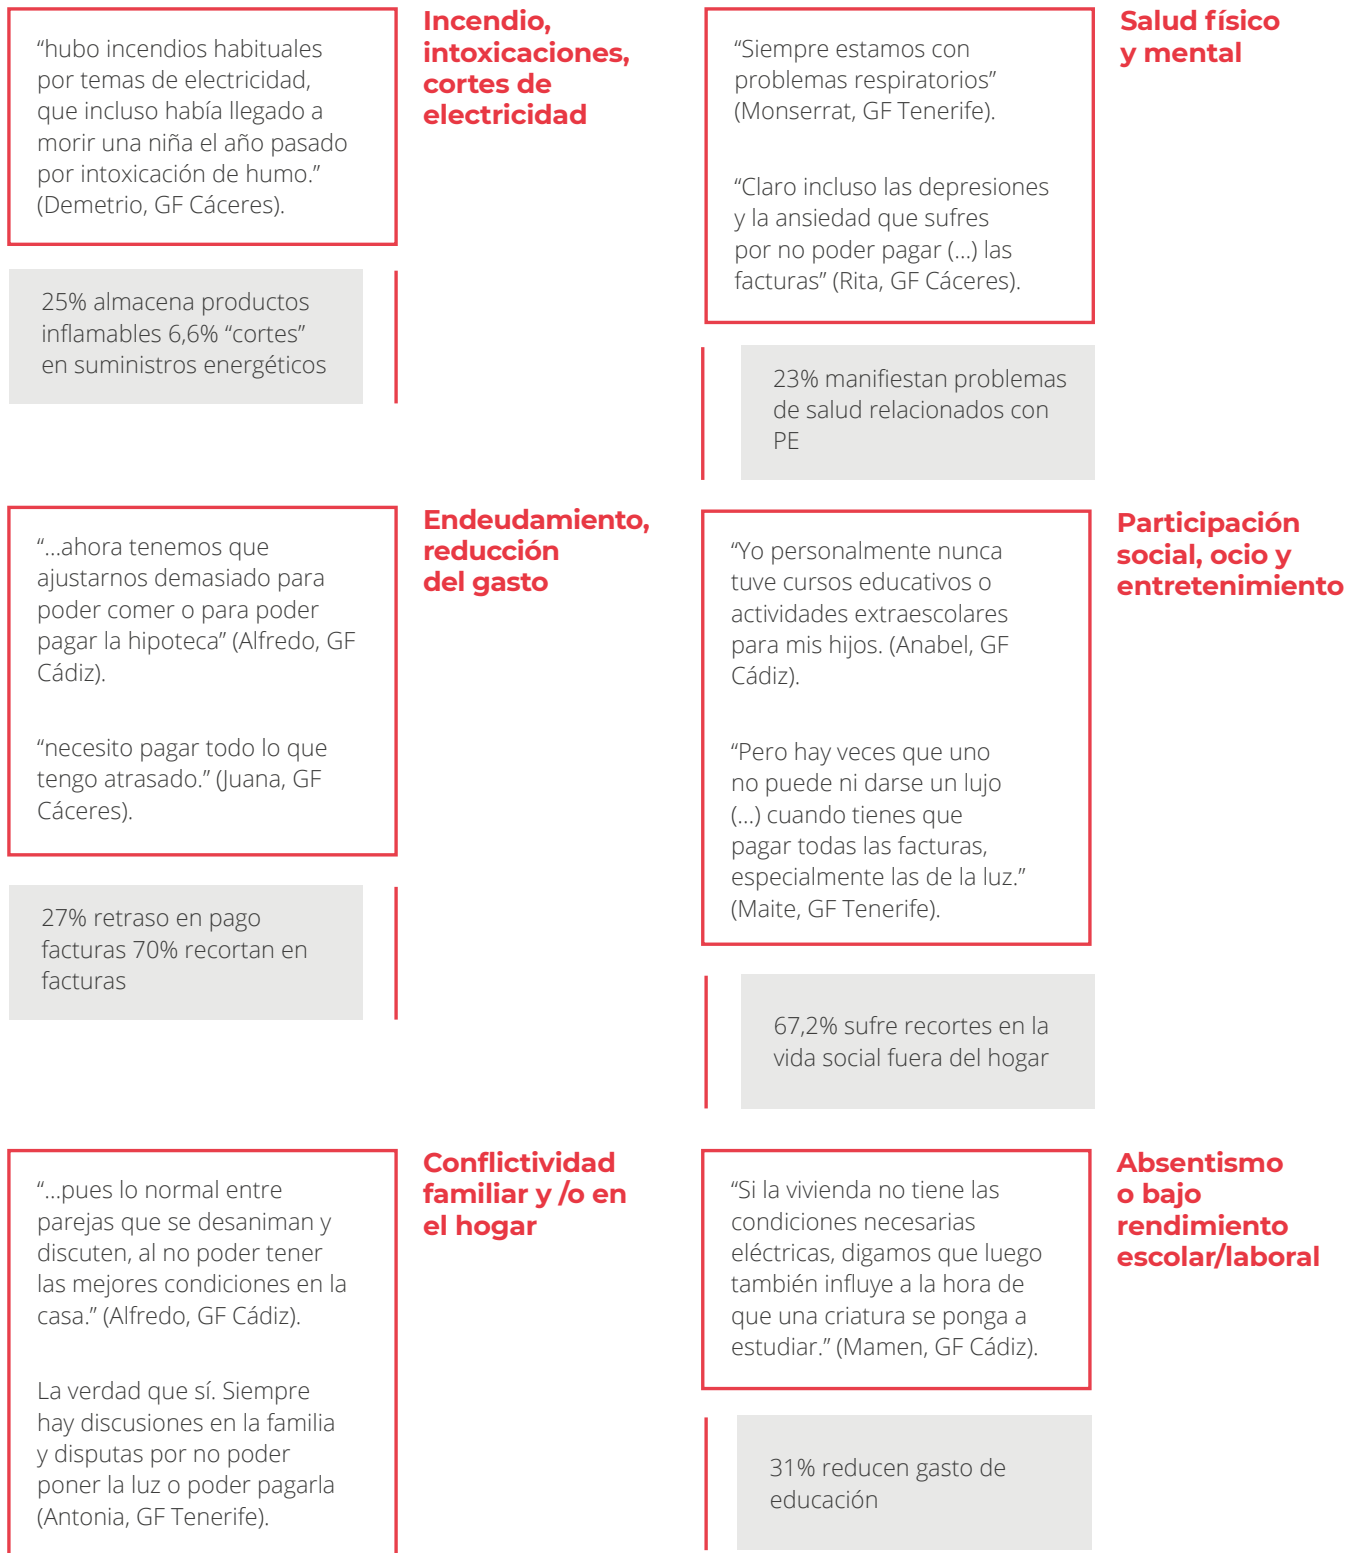 “hubo incendios habituales
por temas de electricidad,
que incluso había llegado a
morir una niña el año pasado
por intoxicación de humo.”
(Demetrio, GF Cáceres).
Incendio,
intoxicaciones,
cortes de
electricidad
25% almacena productos
inflamables 6,6% “cortes”
en suministros energéticos
“Siempre estamos con
problemas respiratorios”
(Monserrat, GF Tenerife).
“Claro incluso las depresiones
y la ansiedad que sufres
por no poder pagar (...) las
facturas” (Rita, GF Cáceres).
Salud físico
y mental
23% manifiestan problemas
de salud relacionados con
PE
“...ahora tenemos que
ajustarnos demasiado para
poder comer o para poder
pagar la hipoteca” (Alfredo, GF
Cádiz).
“necesito pagar todo lo que
tengo atrasado.” (Juana, GF
Cáceres).
Endeudamiento,
reducción
del gasto
27% retraso en pago
facturas 70% recortan en
facturas
“Yo personalmente nunca
tuve cursos educativos o
actividades extraescolares
para mis hijos. (Anabel, GF
Cádiz).
“Pero hay veces que uno
no puede ni darse un lujo
(...) cuando tienes que
pagar todas las facturas,
especialmente las de la luz.”
(Maite, GF Tenerife).
Participación
social, ocio y
entretenimiento
67,2% sufre recortes en la
vida social fuera del hogar
“...pues lo normal entre
parejas que se desaniman y
discuten, al no poder tener
las mejores condiciones en la
casa.” (Alfredo, GF Cádiz).
La verdad que sí. Siempre
hay discusiones en la familia
y disputas por no poder
poner la luz o poder pagarla
(Antonia, GF Tenerife).
Conflictividad
familiar y /o en
el hogar
“Si la vivienda no tiene las
condiciones necesarias
eléctricas, digamos que luego
también influye a la hora de
que una criatura se ponga a
estudiar.” (Mamen, GF Cádiz).
Absentismo
o bajo
rendimiento
escolar/laboral
31% reducen gasto de
educación